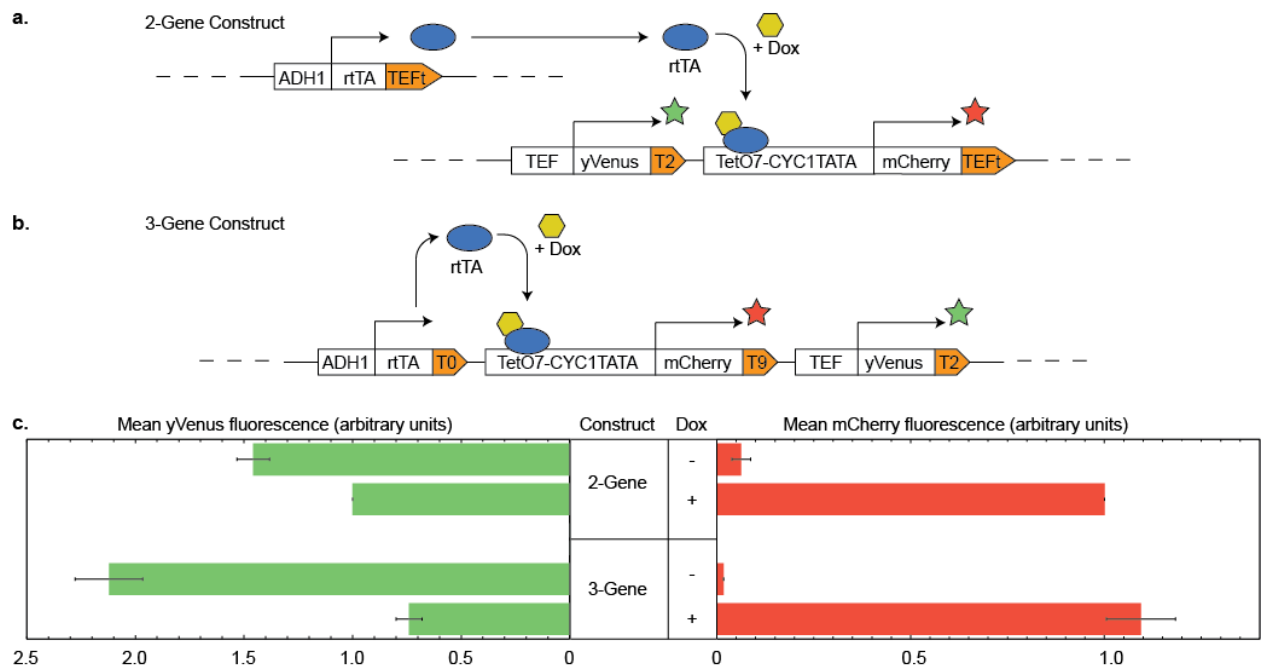 a.
2-Gene Construct
+ Dox
rtTA
ADH1 rtTA TEFt
TEF yVenus T2 TetO7-CYC1TATA mCherry TEFt
b.
3-Gene Construct
+ Dox
rtTA
ADH1 rtTA T0 TetO7-CYC1TATA mCherry T9 TEF yVenus T2
c.
Mean yVenus fluorescence (arbitrary units) Construct Dox Mean mCherry fluorescence (arbitrary units)
-
2-Gene
+
-
3-Gene
+
2.5 2.0 1.5 1.0 0.5 0 0 0.5 1.0